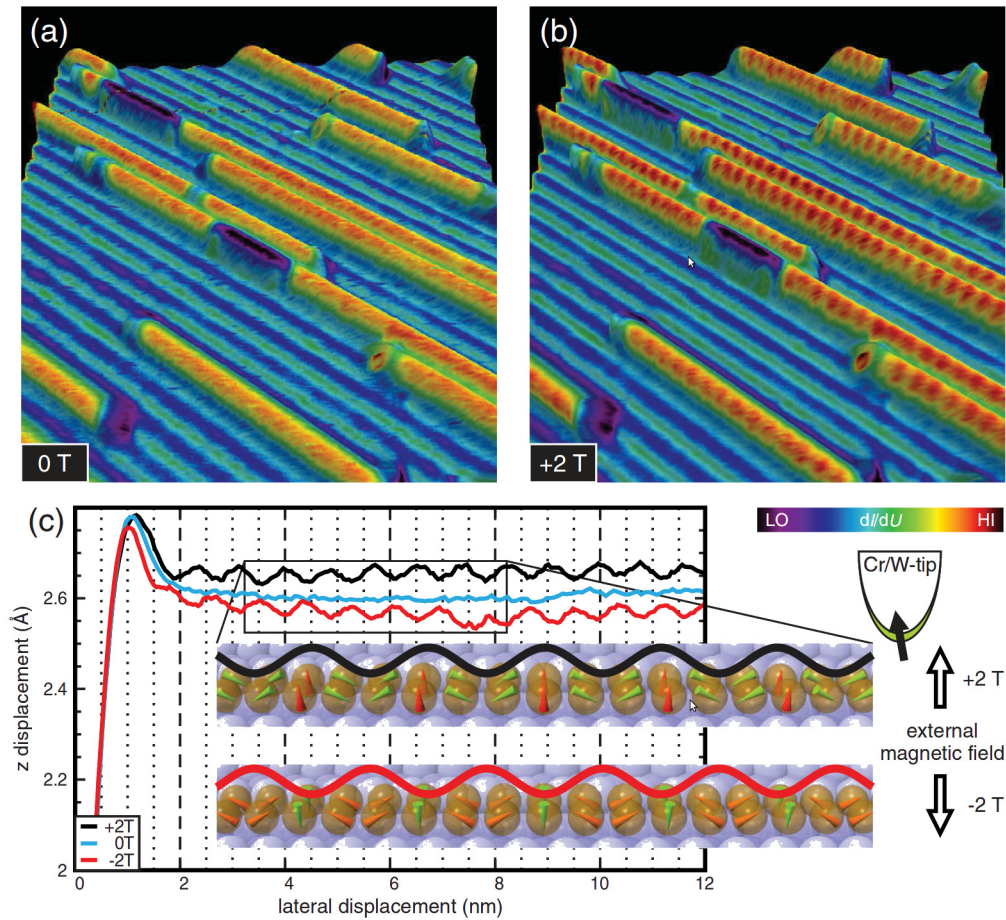 (a)
(b)
0 T
+2 T
(c)
LO dI/dU HI
Cr/W-tip
+2 T
external
magnetic field
-2 T
z displacement (Å)
2.6
2.4
2.2
2
+2T
0T
-2T
0 2 4 6 8 10 12
lateral displacement (nm)